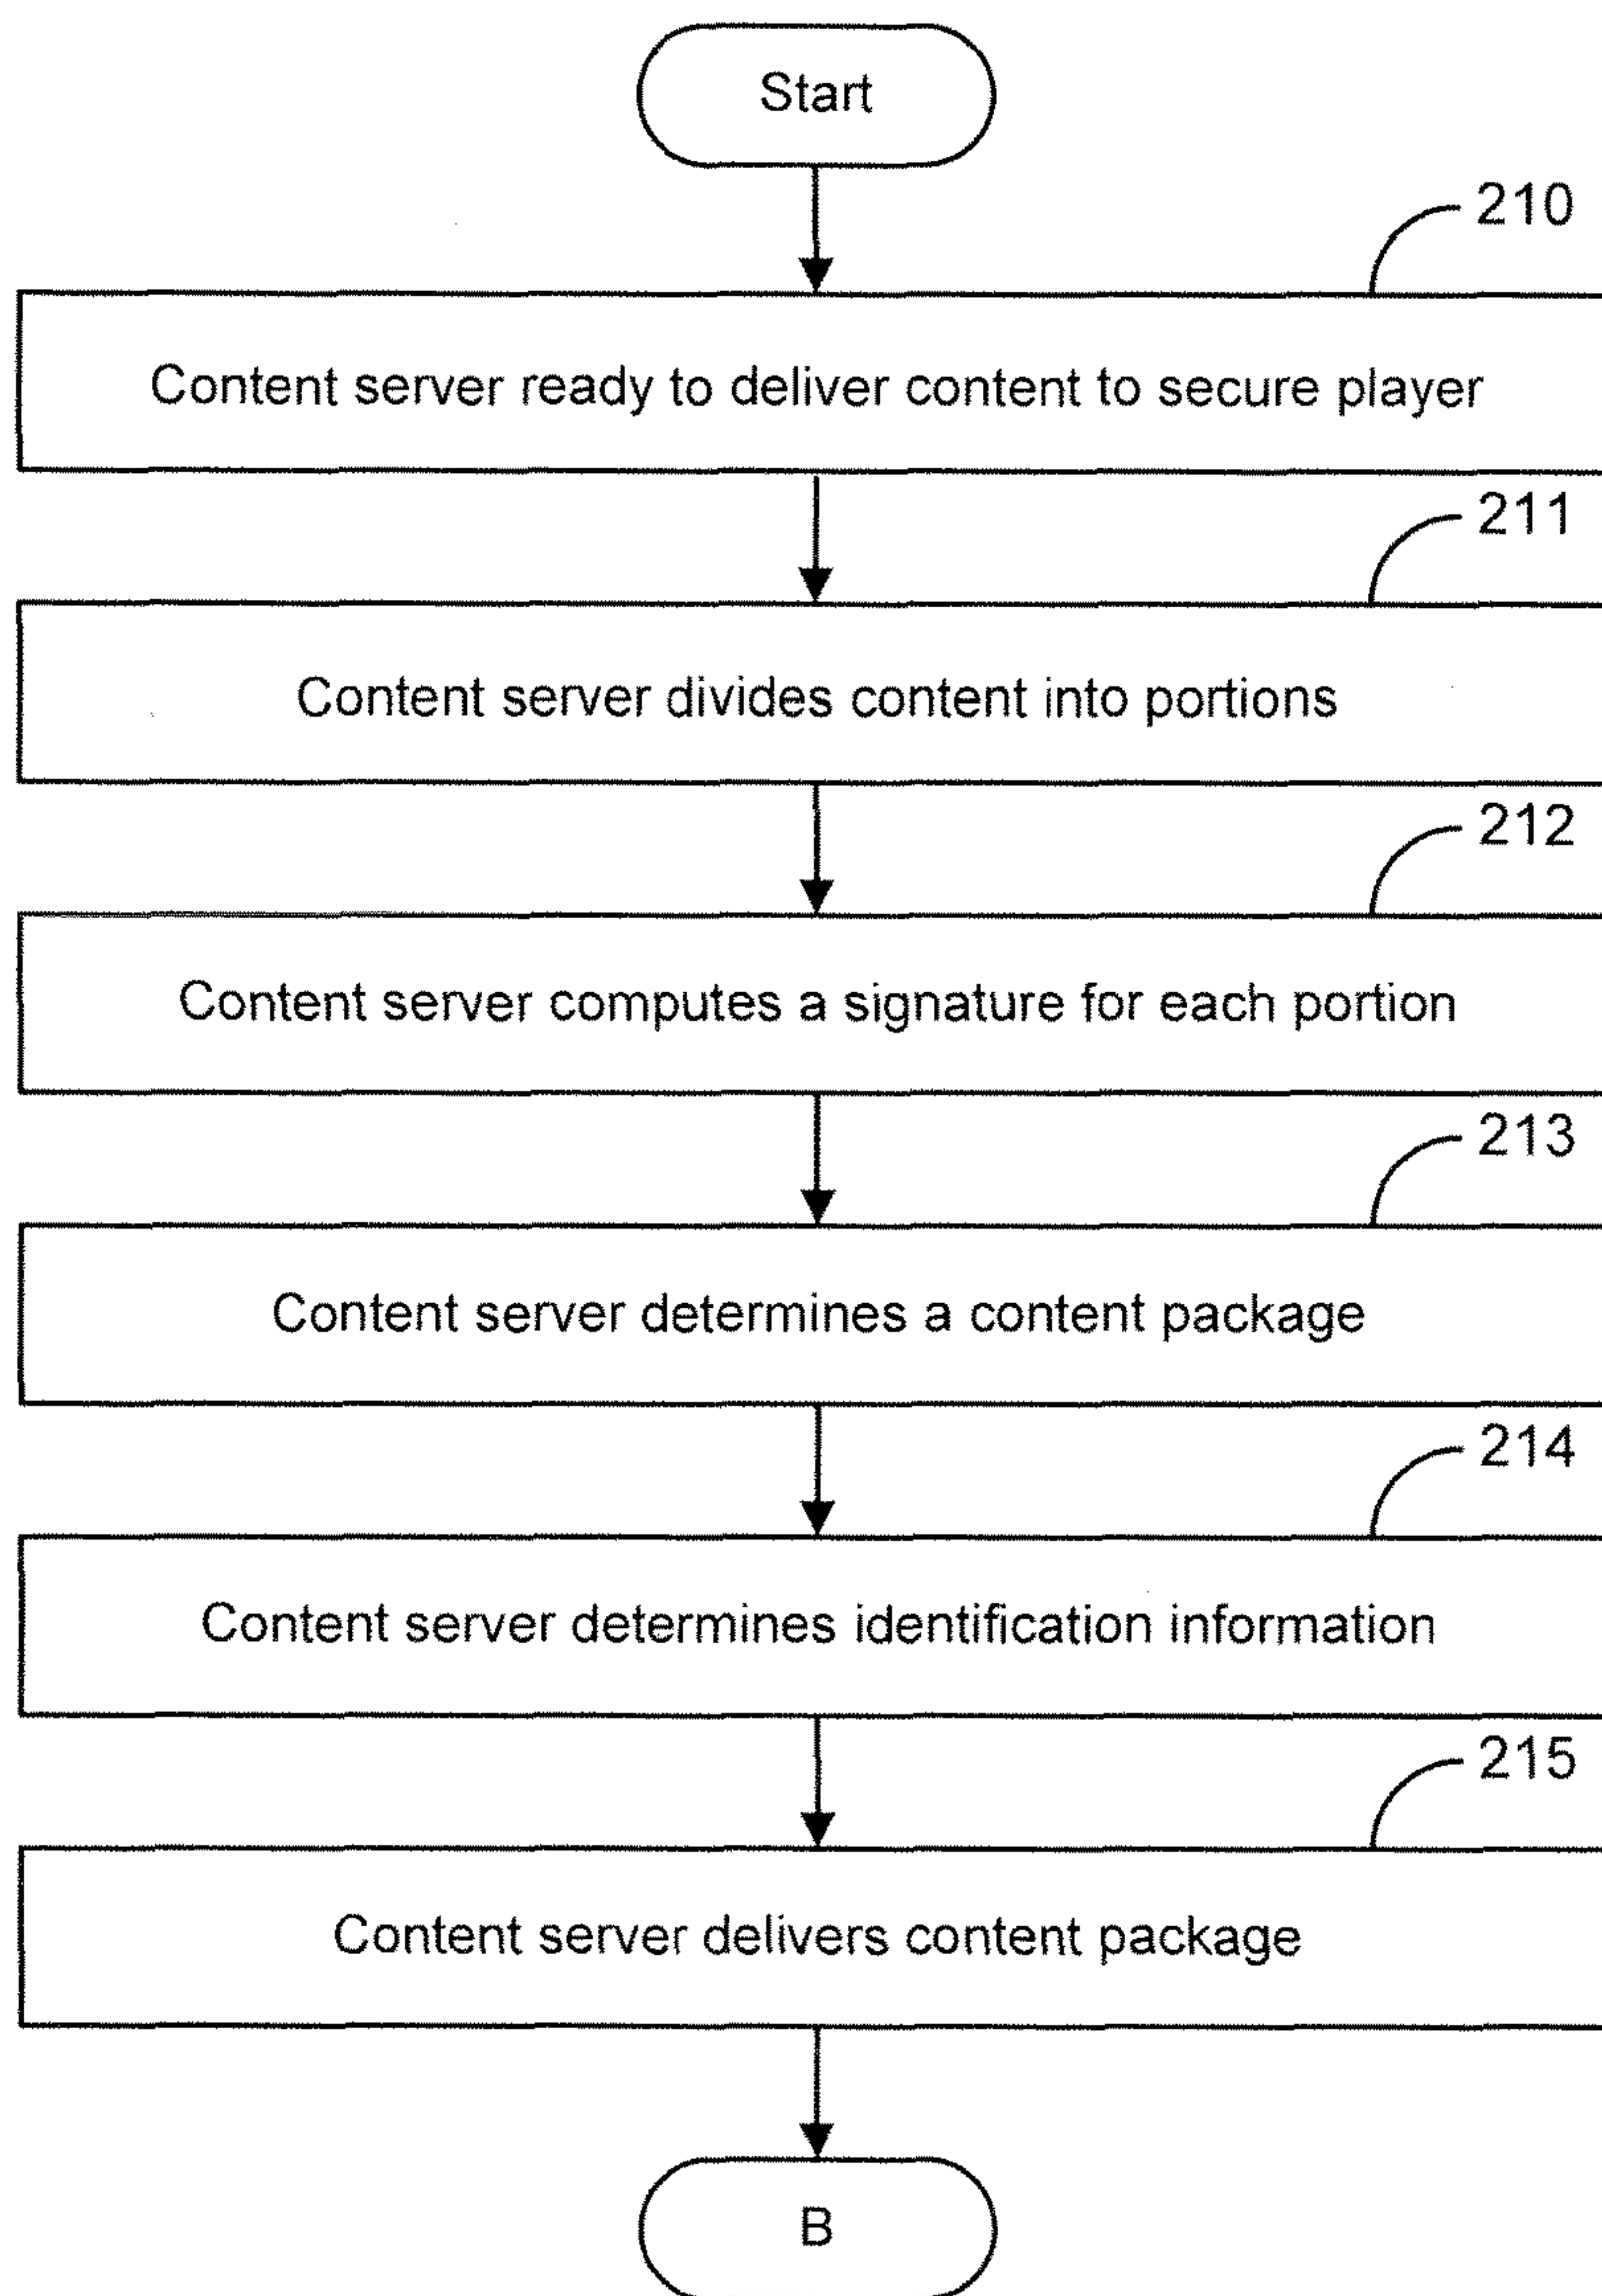 Start
210
Content server ready to deliver content to secure player
211
Content server divides content into portions
212
Content server computes a signature for each portion
213
Content server determines a content package
214
Content server determines identification information
215
Content server delivers content package
B